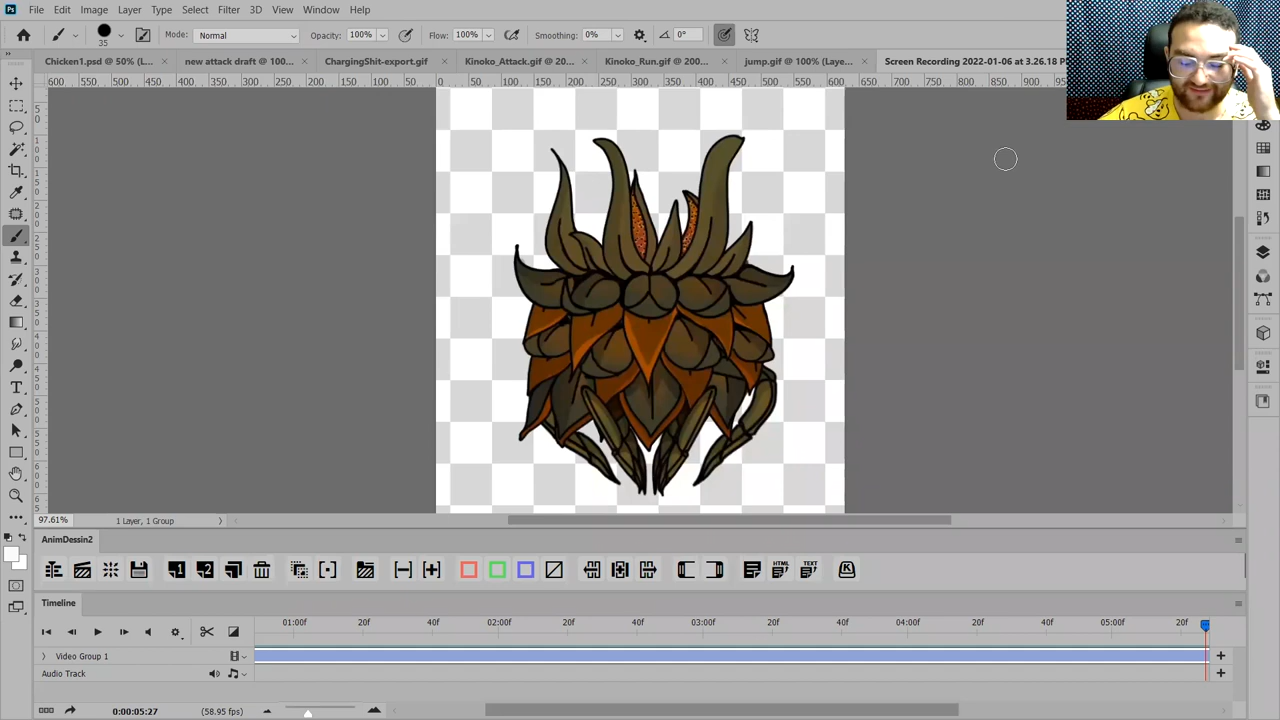 Ps File Edit Image Layer Type Select Filter 3D View Window Help
35 Mode: Normal Opacity: 100% Flow: 100% Smoothing: 0% 0°
Chicken1.psd @ 50% (L... × new attack draft @ 100... × ChargingShit-export.gif × Kinoko_Attack.gif @ 20... × Kinoko_Run.gif @ 200... × jump.gif @ 100% (Laye... × Screen Recording 2022-01-06 at 3.26.18 P
600 550 500 450 400 350 300 250 200 150 100 50 0 50 100 150 200 250 300 350 400 450 500 550 600 650 700 750 800 850 900
97.61% 1 Layer, 1 Group
AnimDessin2
1 2 HTML TEXT K
Timeline
01:00f 20f 40f 02:00f 20f 40f 03:00f 20f 40f 04:00f 20f 40f 05:00f 20f
Video Group 1
Audio Track
0:00:05:27 (58.95 fps)